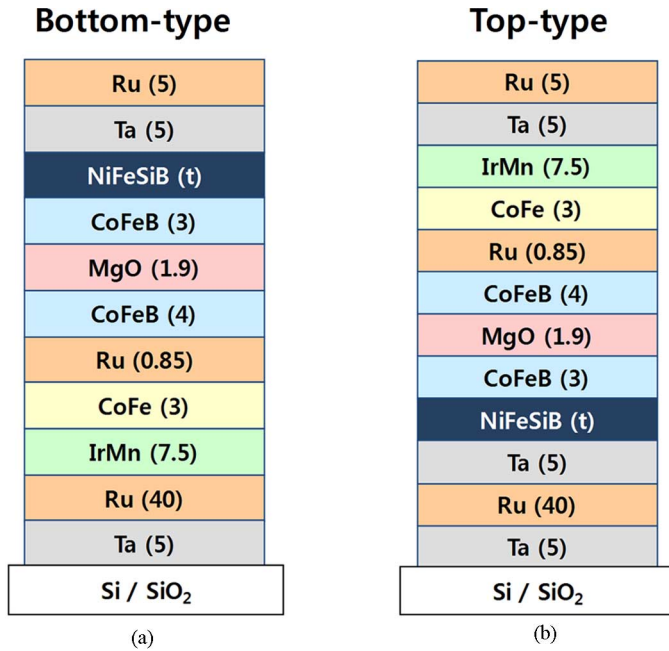 Bottom-type
Ru (5)
Ta (5)
NiFeSiB (t)
CoFeB (3)
MgO (1.9)
CoFeB (4)
Ru (0.85)
CoFe (3)
IrMn (7.5)
Ru (40)
Ta (5)
Si / SiO₂
(a)
Top-type
Ru (5)
Ta (5)
IrMn (7.5)
CoFe (3)
Ru (0.85)
CoFeB (4)
MgO (1.9)
CoFeB (3)
NiFeSiB (t)
Ta (5)
Ru (40)
Ta (5)
Si / SiO₂
(b)